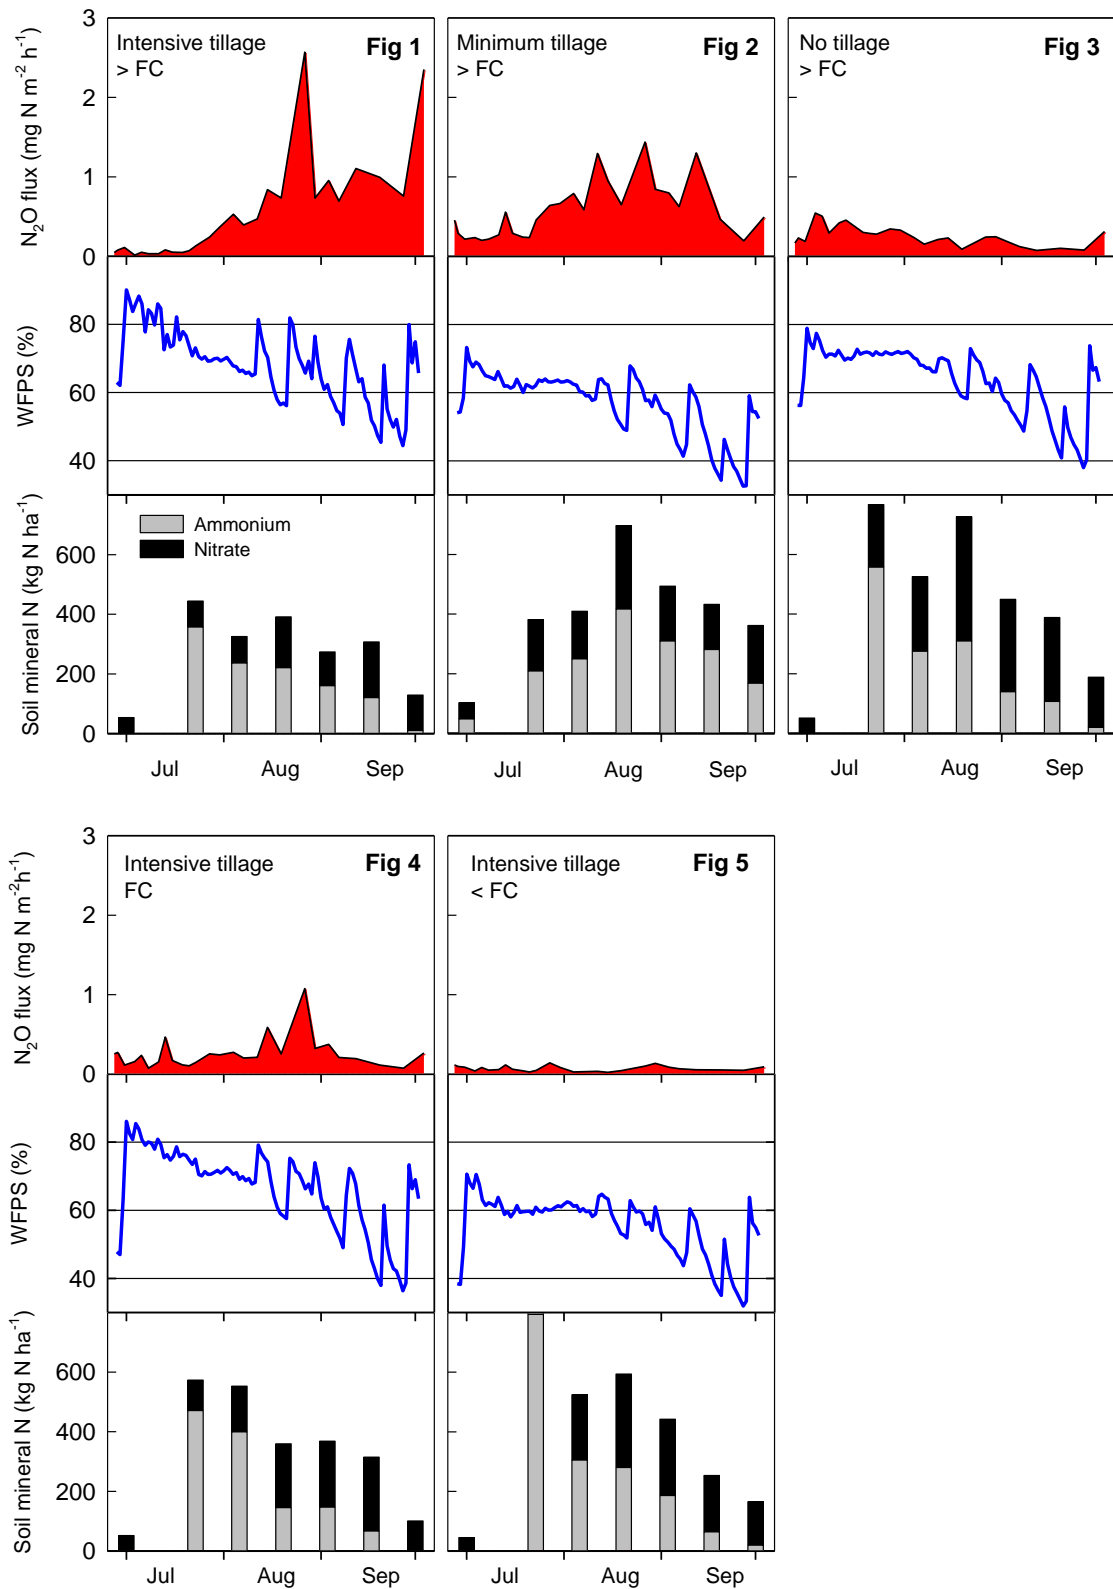 3
2
1
0
N2O flux (mg N m-2 h-1)
Intensive tillage
> FC
Fig 1
Minimum tillage
> FC
Fig 2
No tillage
> FC
Fig 3
80
60
40
WFPS (%)
600
400
200
0
Soil mineral N (kg N ha-1)
Ammonium
Nitrate
Jul Aug Sep
Jul Aug Sep
Jul Aug Sep
3
2
1
0
N2O flux (mg N m-2h-1)
Intensive tillage
FC
Fig 4
Intensive tillage
< FC
Fig 5
80
60
40
WFPS (%)
600
400
200
0
Soil mineral N (kg N ha-1)
Jul Aug Sep
Jul Aug Sep